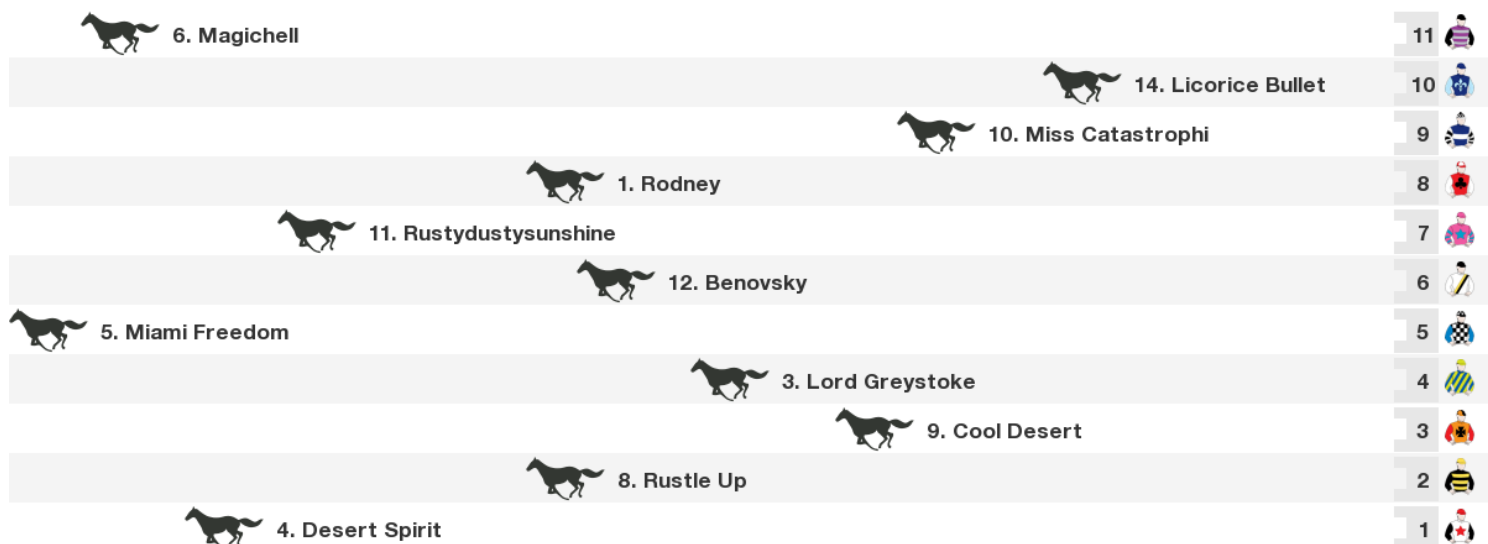 6. Magichell 11
14. Licorice Bullet 10
10. Miss Catastrophi 9
1. Rodney 8
11. Rustydustysunshine 7
12. Benovsky 6
5. Miami Freedom 5
3. Lord Greystoke 4
9. Cool Desert 3
8. Rustle Up 2
4. Desert Spirit 1